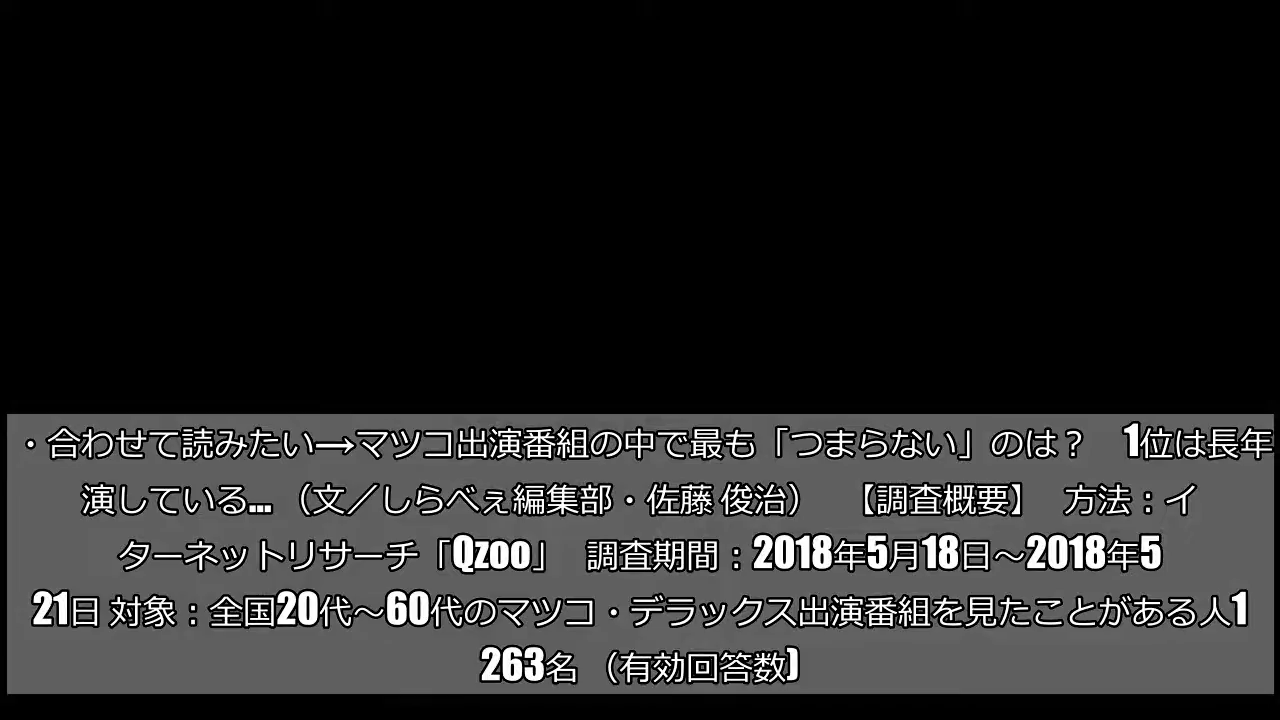 ・合わせて読みたい→マツコ出演番組の中で最も「つまらない」のは？　1位は長年
演している...（文／しらべぇ編集部・佐藤 俊治）　【調査概要】　方法：イ
ターネットリサーチ「Qzoo」　調査期間：2018年5月18日～2018年5
21日 対象：全国20代～60代のマツコ・デラックス出演番組を見たことがある人1
263名 （有効回答数)